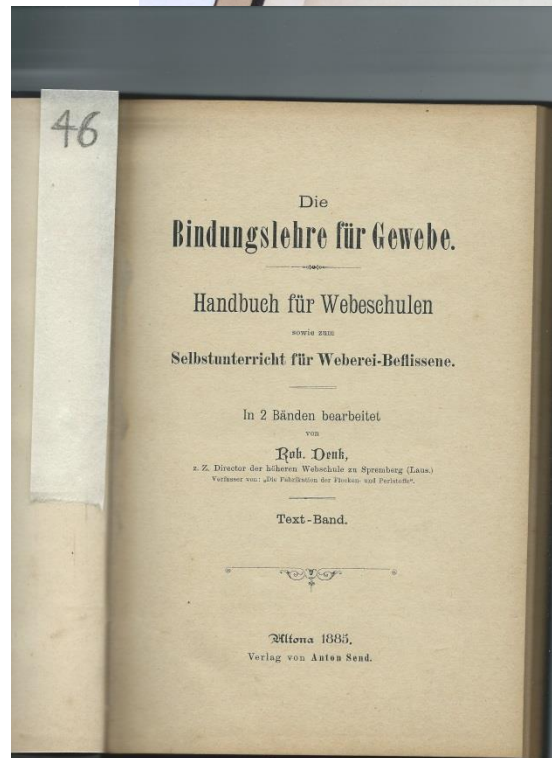 46
Die
Bindungslehre für Gewebe.
Handbuch für Webeschulen
sowie zum
Selbstunterricht für Weberei-Beflissene.
In 2 Bänden bearbeitet
von
Rob. Denk,
z. Z. Director der höheren Webschule zu Spremberg (Laus.)
Verfasser von: „Die Fabrikation der Flocken- und Perlstoffe“.
Text-Band.
Altona 1885,
Verlag von Anton Send.